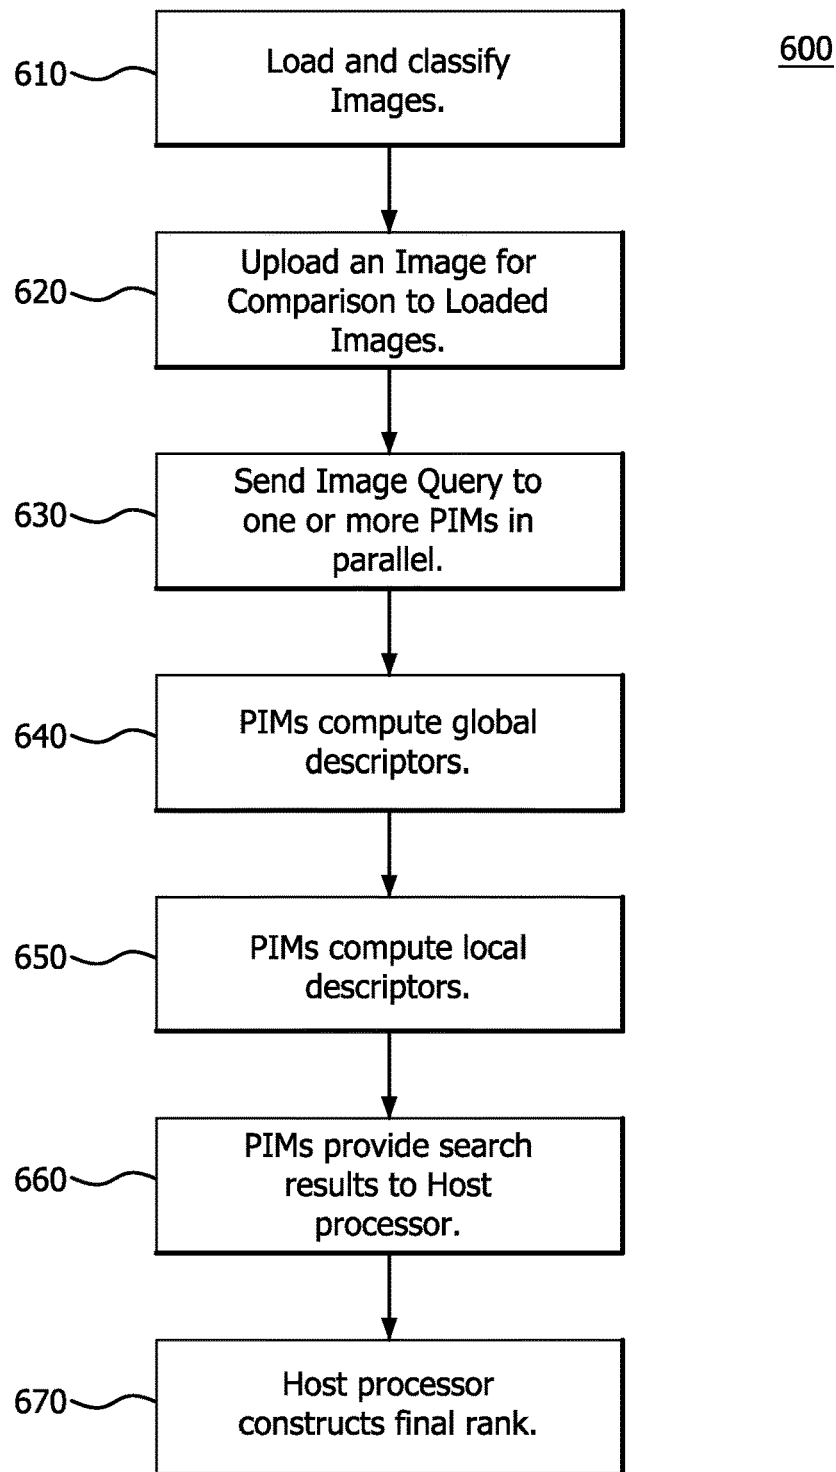 600
610
Load and classify
Images.
620
Upload an Image for
Comparison to Loaded
Images.
630
Send Image Query to
one or more PIMs in
parallel.
640
PIMs compute global
descriptors.
650
PIMs compute local
descriptors.
660
PIMs provide search
results to Host
processor.
670
Host processor
constructs final rank.